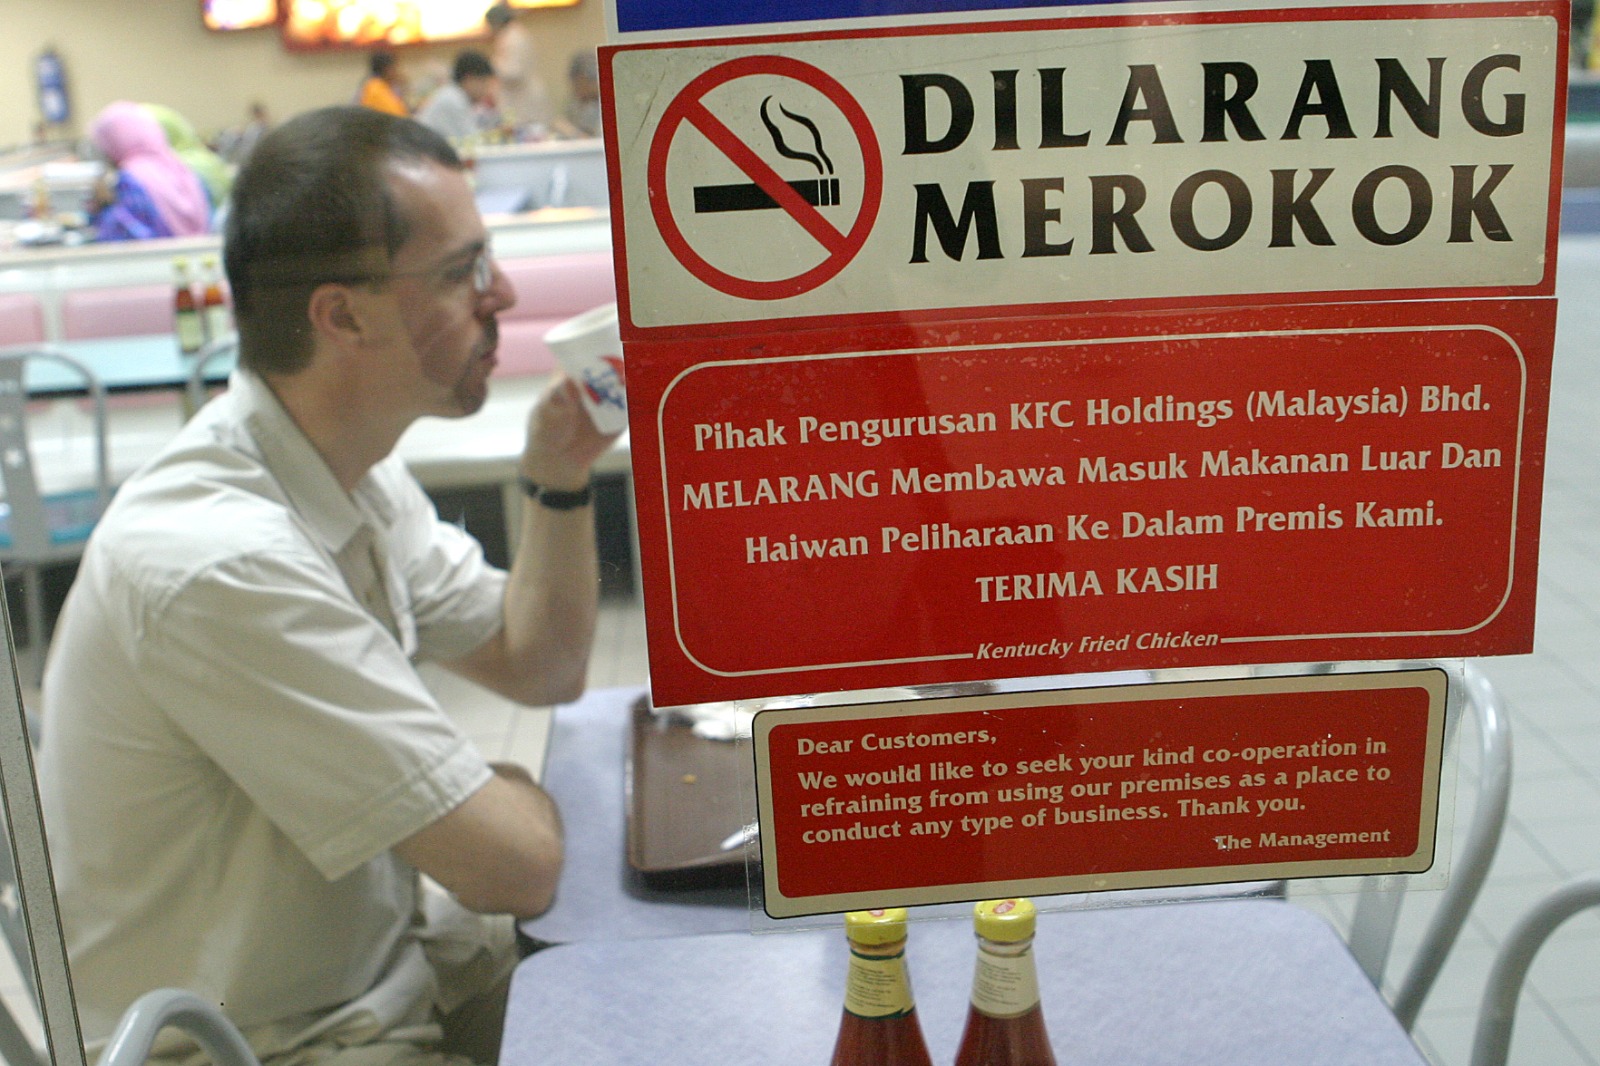 DILARANG
MEROKOK
Pihak Pengurusan KFC Holdings (Malaysia) Bhd.
MELARANG Membawa Masuk Makanan Luar Dan
Haiwan Peliharaan Ke Dalam Premis Kami.
TERIMA KASIH
Kentucky Fried Chicken
Dear Customers,
We would like to seek your kind co-operation in
refraining from using our premises as a place to
conduct any type of business. Thank you.
The Management